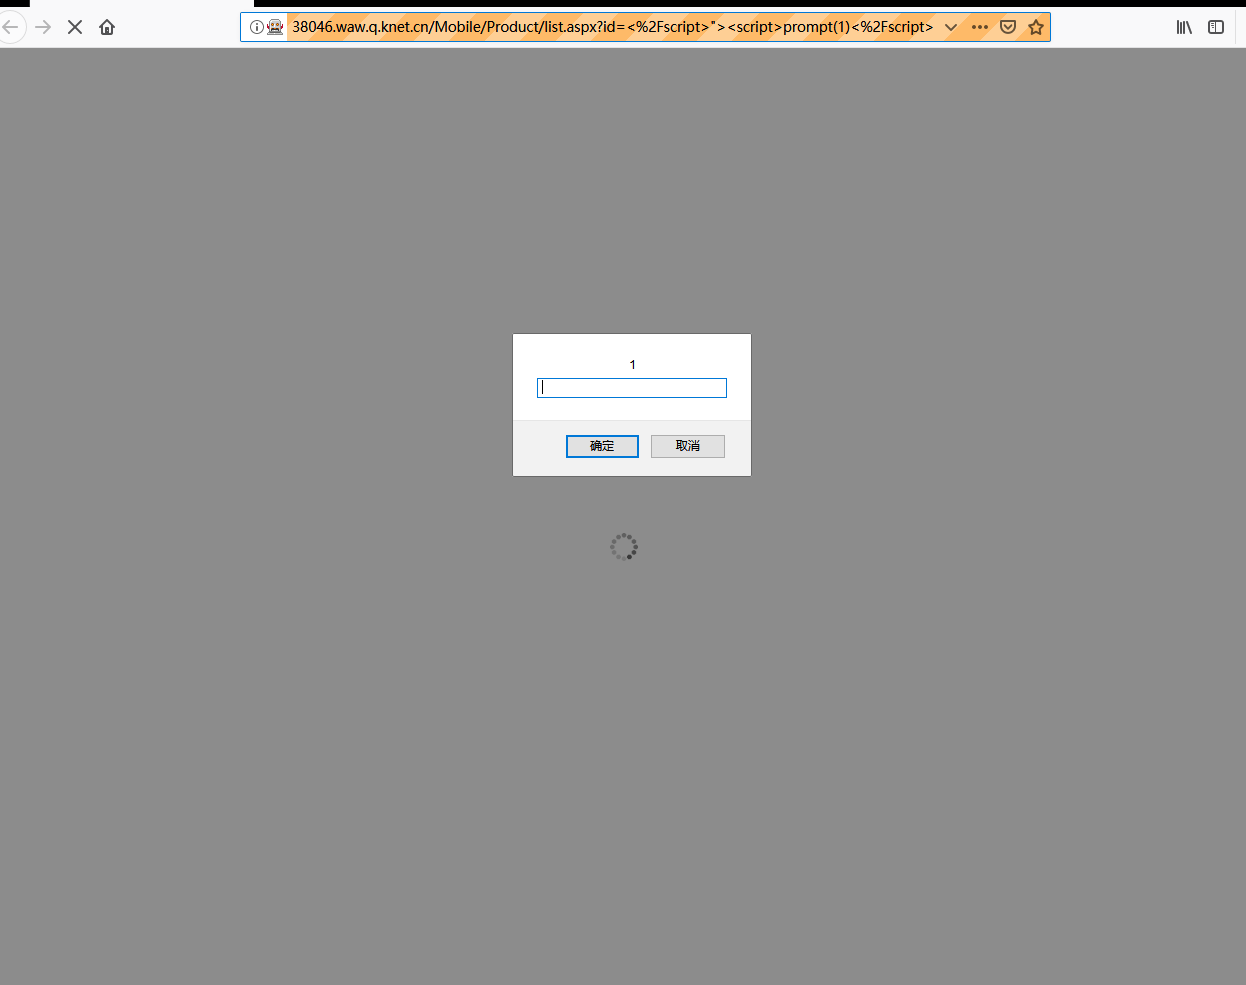 38046.waw.q.knet.cn/Mobile/Product/list.aspx?id=<%2Fscript>"><script>prompt(1)<%2Fscript>
1
确定 取消